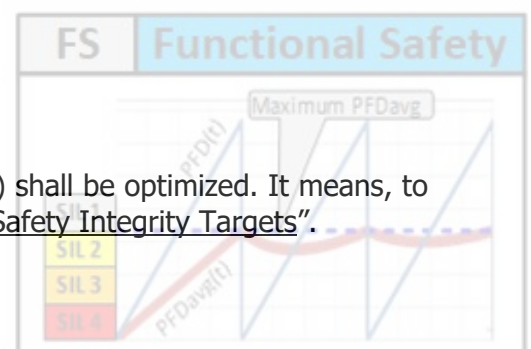 FS Functional Safety
Maximum PFDavg
PFD(t)
) shall be optimized. It means, to
SIL 1
Safety Integrity Targets”.
SIL 2
SIL 3
SIL 4
PFDavg(t)